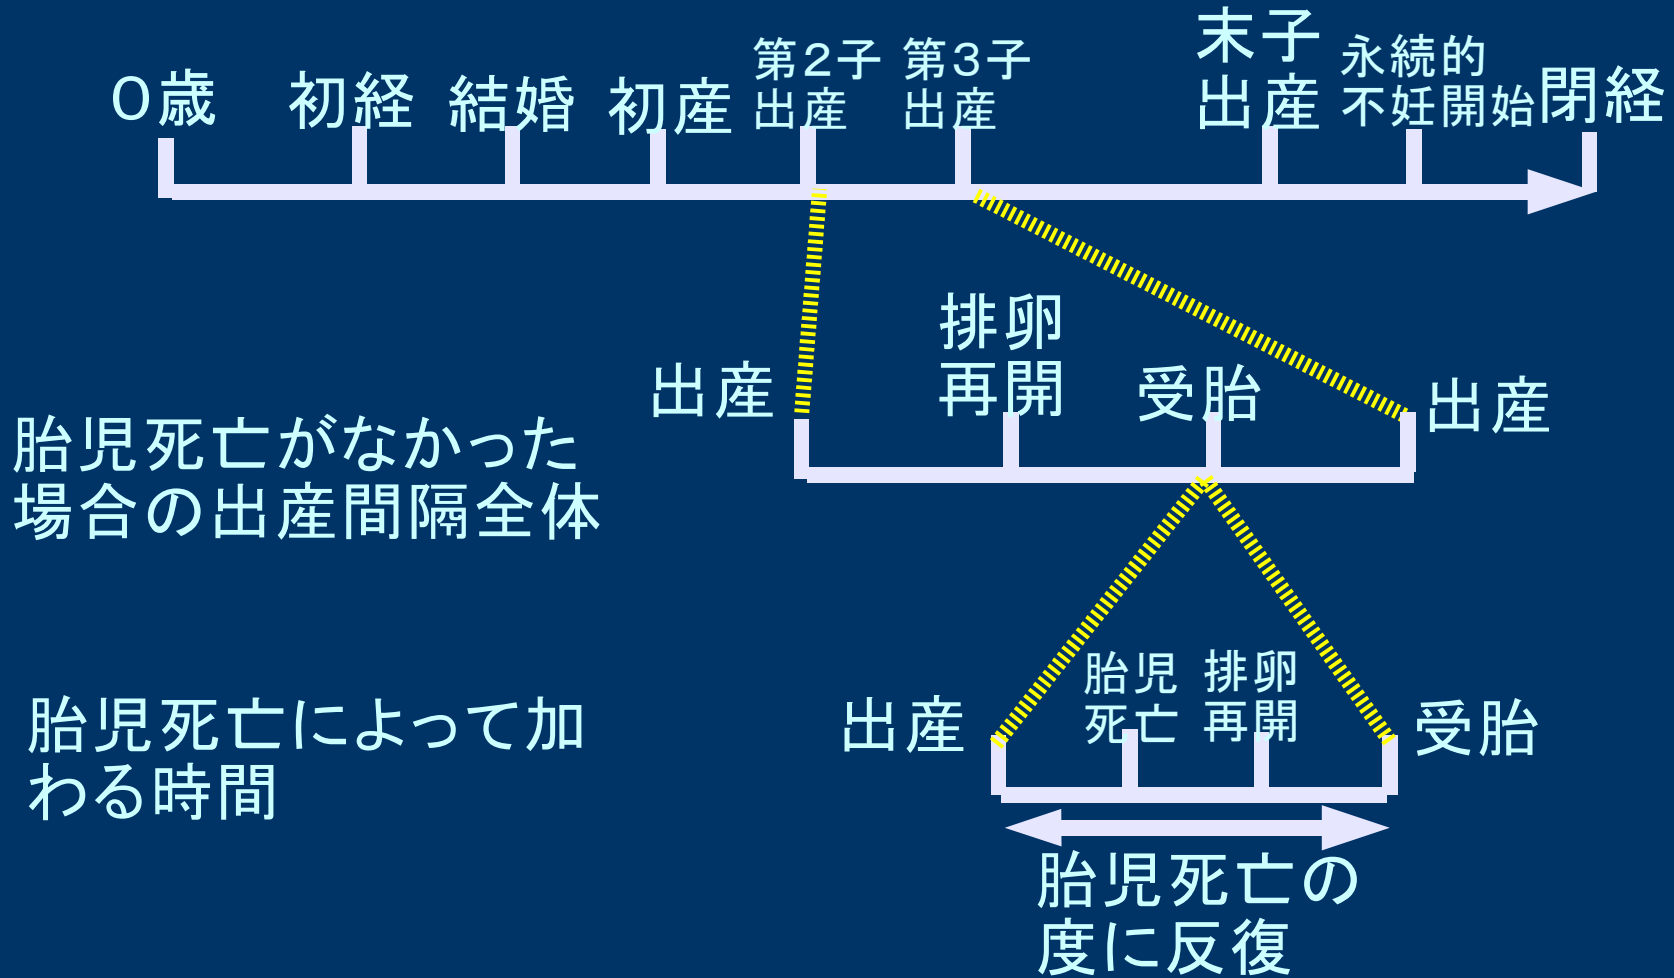 ０歳
初経
結婚
初産
第２子
出産
第３子
出産
末子
出産
永続的
不妊開始
閉経
胎児死亡がなかった
場合の出産間隔全体
出産
排卵
再開
受胎
出産
胎児死亡によって加
わる時間
出産
胎児
死亡
排卵
再開
受胎
胎児死亡の
度に反復